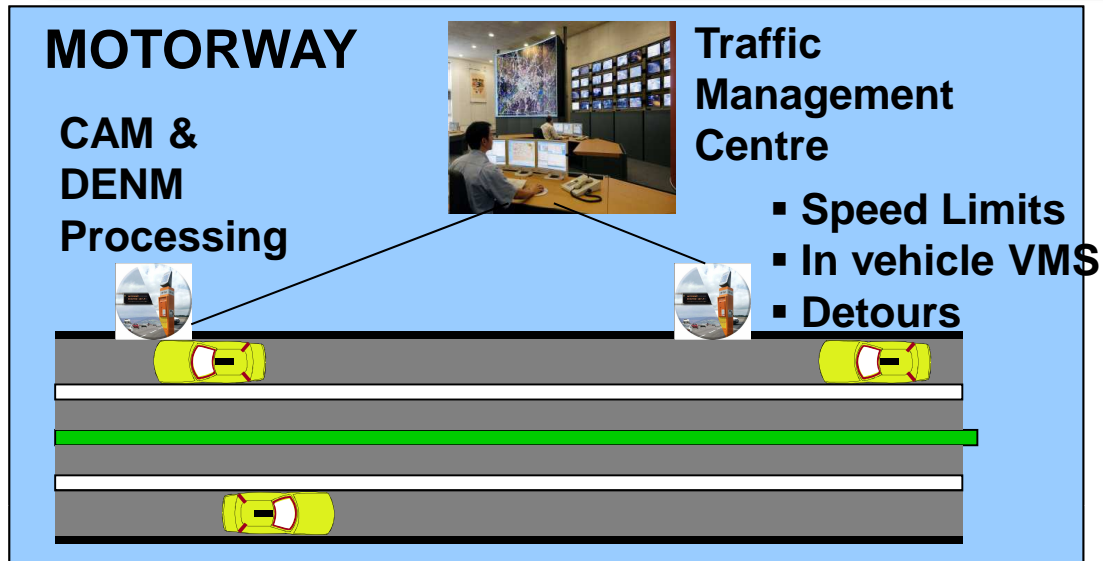 MOTORWAY
CAM &
DENM
Processing
Traffic
Management
Centre
▪ Speed Limits
▪ In vehicle VMS
▪ Detours